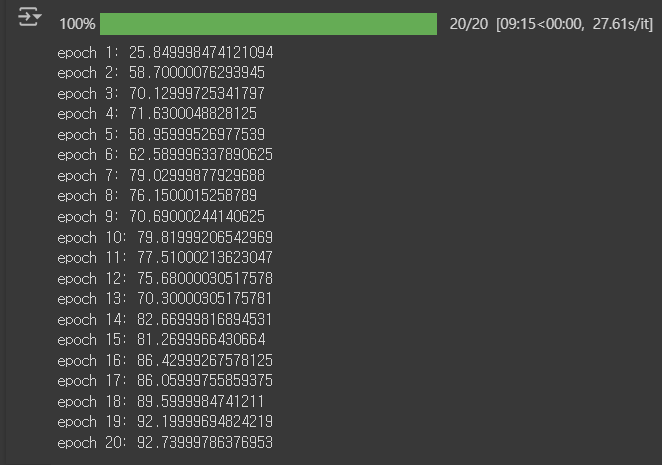 100% 20/20 [09:15<00:00, 27.61s/it]
epoch 1: 25.849998474121094
epoch 2: 58.70000076293945
epoch 3: 70.12999725341797
epoch 4: 71.6300048828125
epoch 5: 58.95999526977539
epoch 6: 62.589996337890625
epoch 7: 79.02999877929688
epoch 8: 76.1500015258789
epoch 9: 70.69000244140625
epoch 10: 79.81999206542969
epoch 11: 77.51000213623047
epoch 12: 75.68000030517578
epoch 13: 70.30000305175781
epoch 14: 82.66999816894531
epoch 15: 81.2699966430664
epoch 16: 86.42999267578125
epoch 17: 86.05999755859375
epoch 18: 89.5999984741211
epoch 19: 92.19999694824219
epoch 20: 92.73999786376953